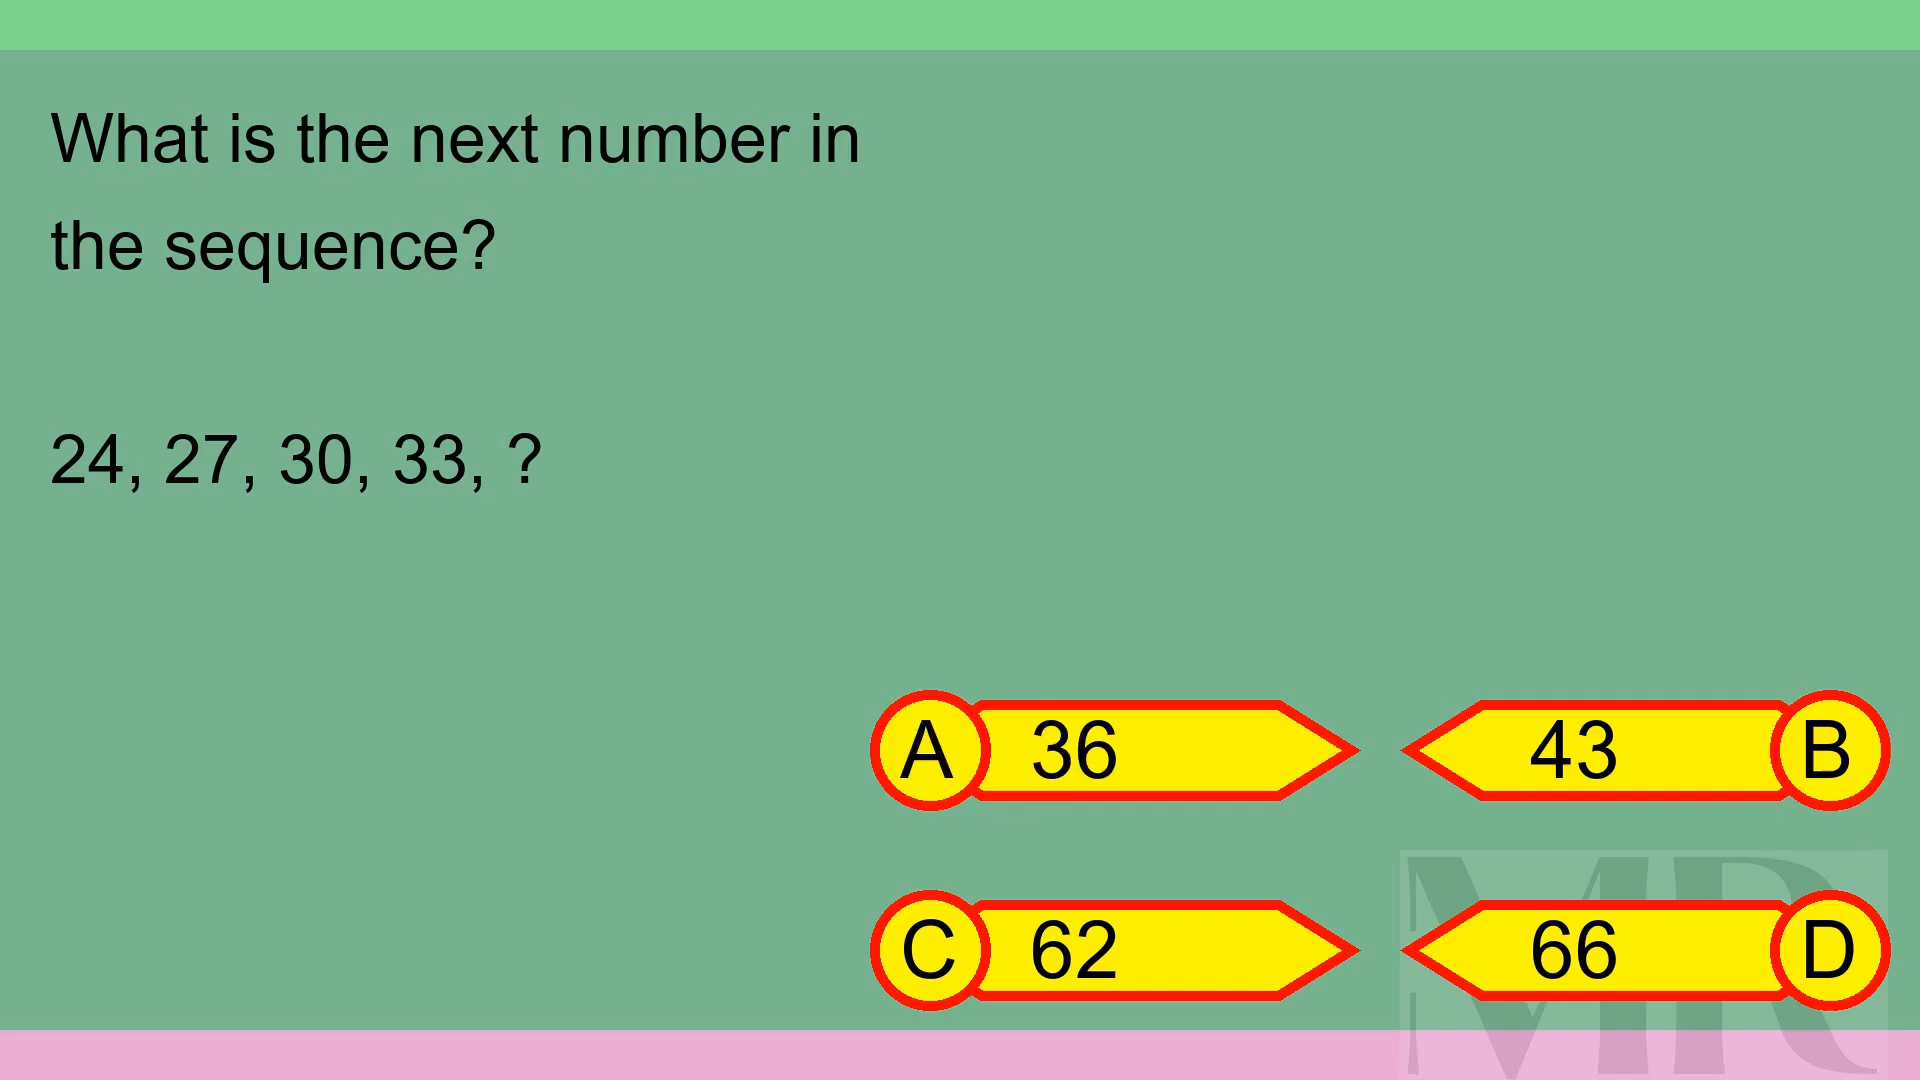 What is the next number in
the sequence?
24, 27, 30, 33, ?
A 36
43 B
C 62
66 D
MR